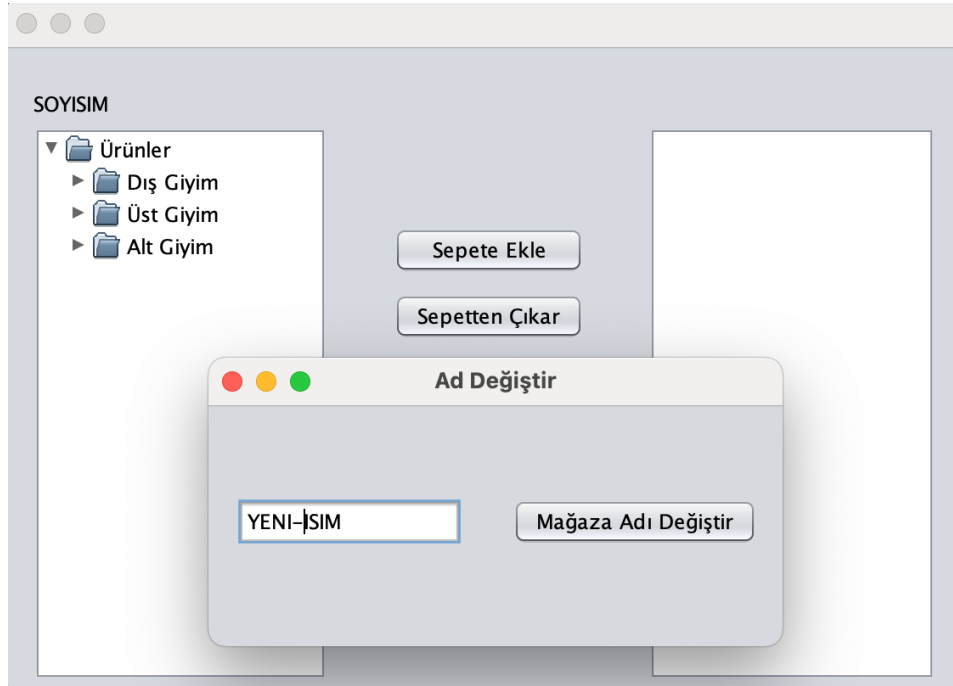 SOYISIM
Ürünler
Dış Giyim
Üst Giyim
Alt Giyim
Sepete Ekle
Sepetten Çıkar
Ad Değiştir
YENI-ISIM
Mağaza Adı Değiştir